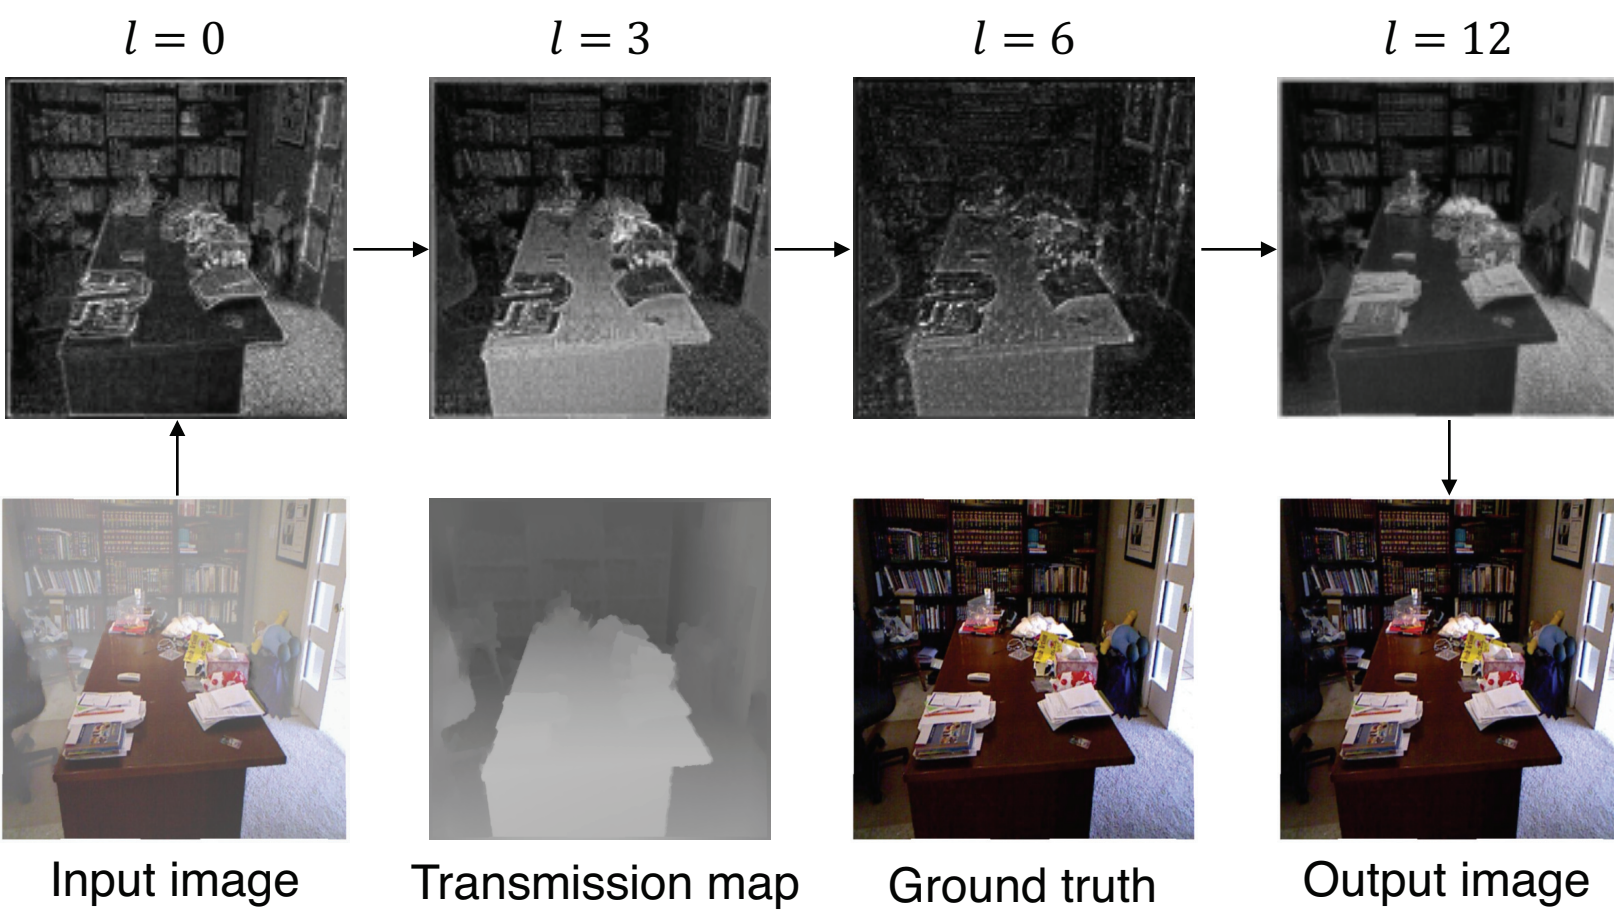 l = 0
l = 3
l = 6
l = 12
Input image
Transmission map
Ground truth
Output image